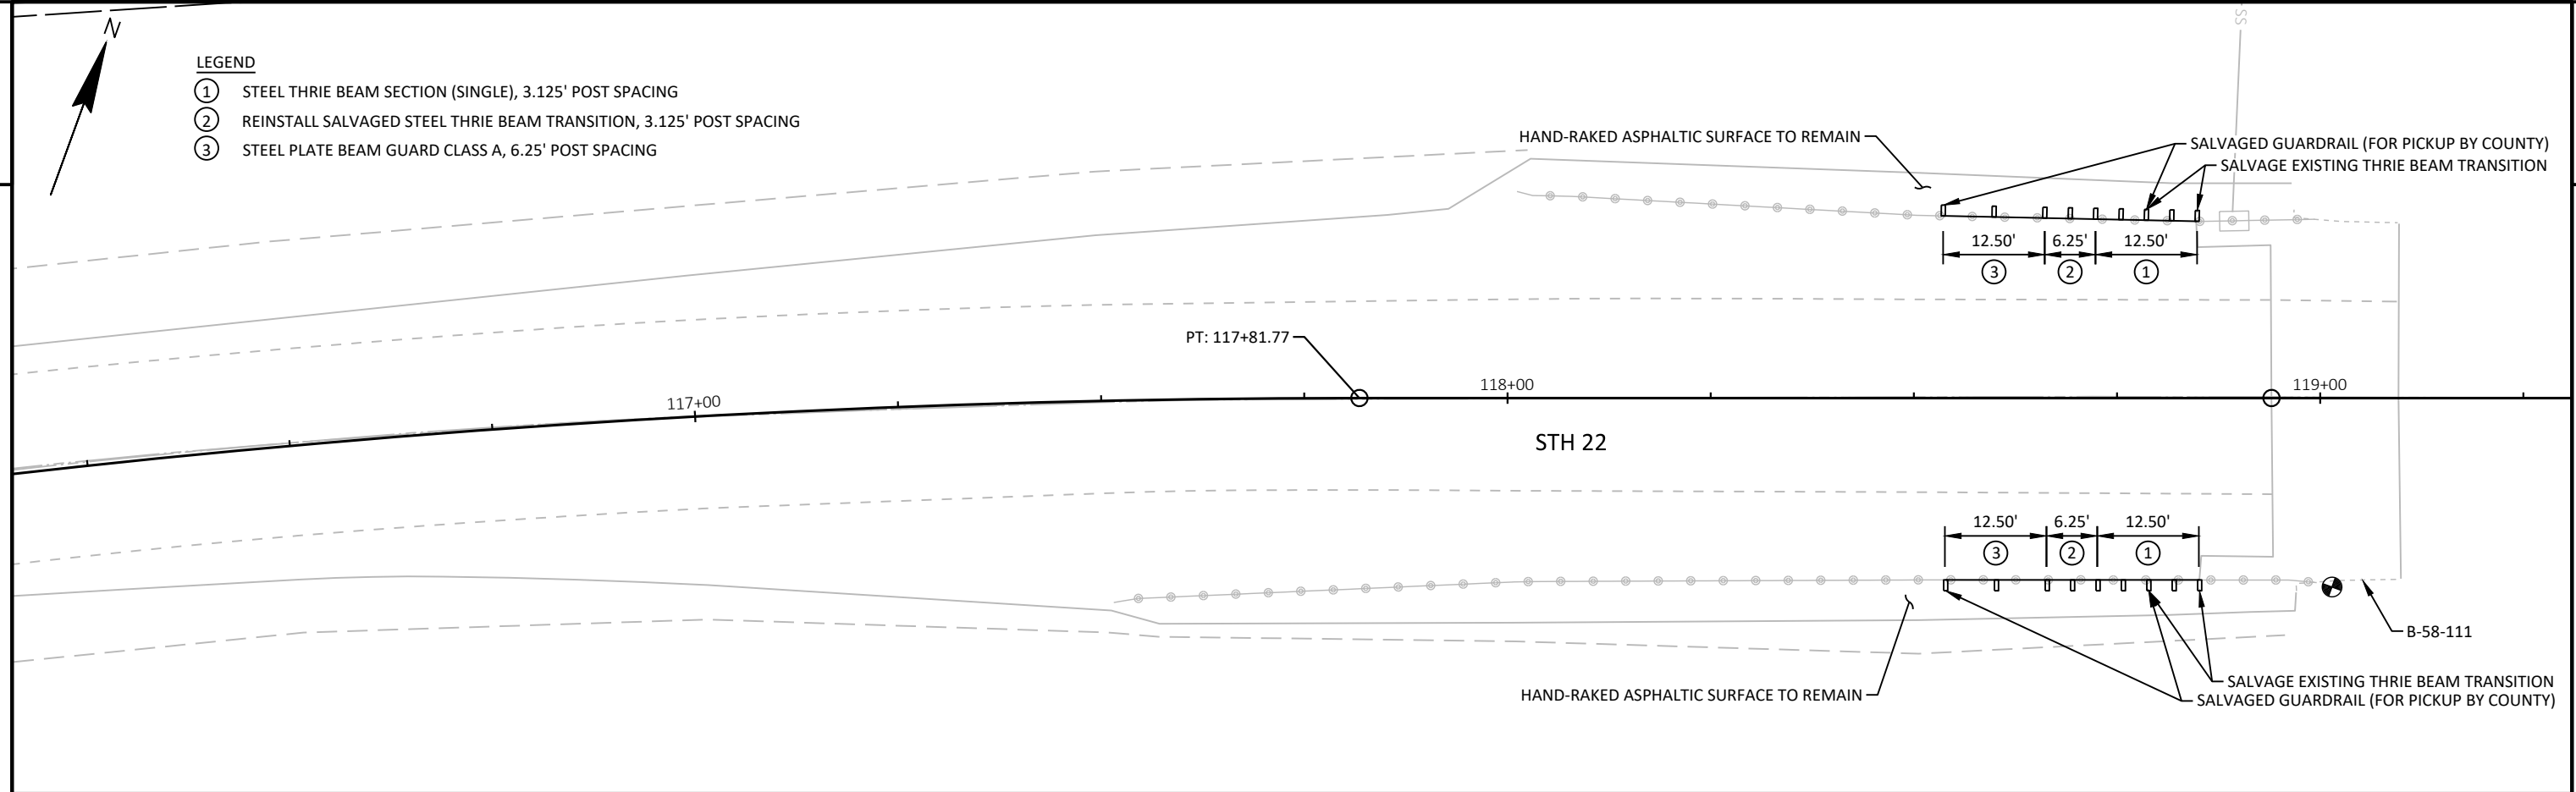 N
LEGEND
1 STEEL THRIE BEAM SECTION (SINGLE), 3.125' POST SPACING
2 REINSTALL SALVAGED STEEL THRIE BEAM TRANSITION, 3.125' POST SPACING
3 STEEL PLATE BEAM GUARD CLASS A, 6.25' POST SPACING
SS
HAND-RAKED ASPHALTIC SURFACE TO REMAIN
SALVAGED GUARDRAIL (FOR PICKUP BY COUNTY)
SALVAGE EXISTING THRIE BEAM TRANSITION
12.50' 6.25' 12.50'
3 2 1
PT: 117+81.77
117+00
118+00
119+00
STH 22
12.50' 6.25' 12.50'
3 2 1
B-58-111
HAND-RAKED ASPHALTIC SURFACE TO REMAIN
SALVAGE EXISTING THRIE BEAM TRANSITION
SALVAGED GUARDRAIL (FOR PICKUP BY COUNTY)